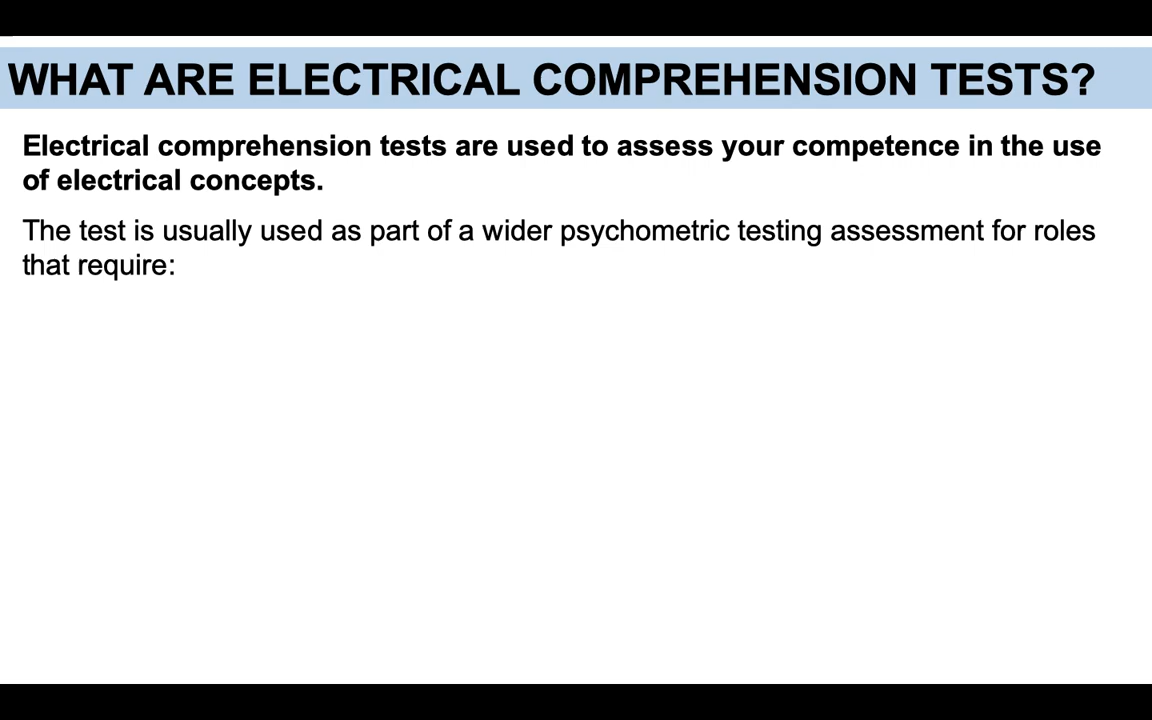 WHAT ARE ELECTRICAL COMPREHENSION TESTS?
Electrical comprehension tests are used to assess your competence in the use
of electrical concepts.
The test is usually used as part of a wider psychometric testing assessment for roles
that require: